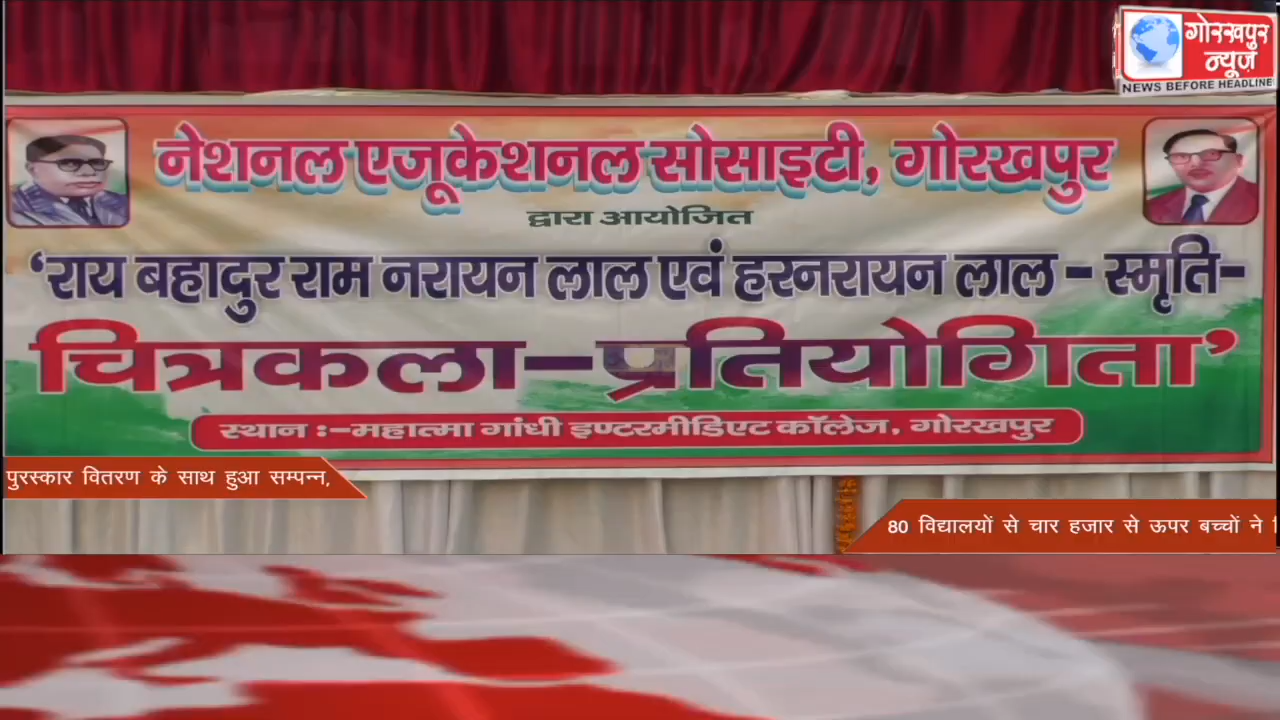 गोरखपुर
न्यूज़
NEWS BEFORE HEADLINE
नेशनल एजूकेशनल सोसाइटी, गोरखपुर
द्वारा आयोजित
‘राय बहादुर राम नरायन लाल एवं हरनरायन लाल - स्मृति-
चित्रकला-प्रतियोगिता’
स्थान :-महात्मा गांधी इण्टरमीडिएट कॉलेज, गोरखपुर
पुरस्कार वितरण के साथ हुआ सम्पन्न,
80 विद्यालयों से चार हजार से ऊपर बच्चों ने